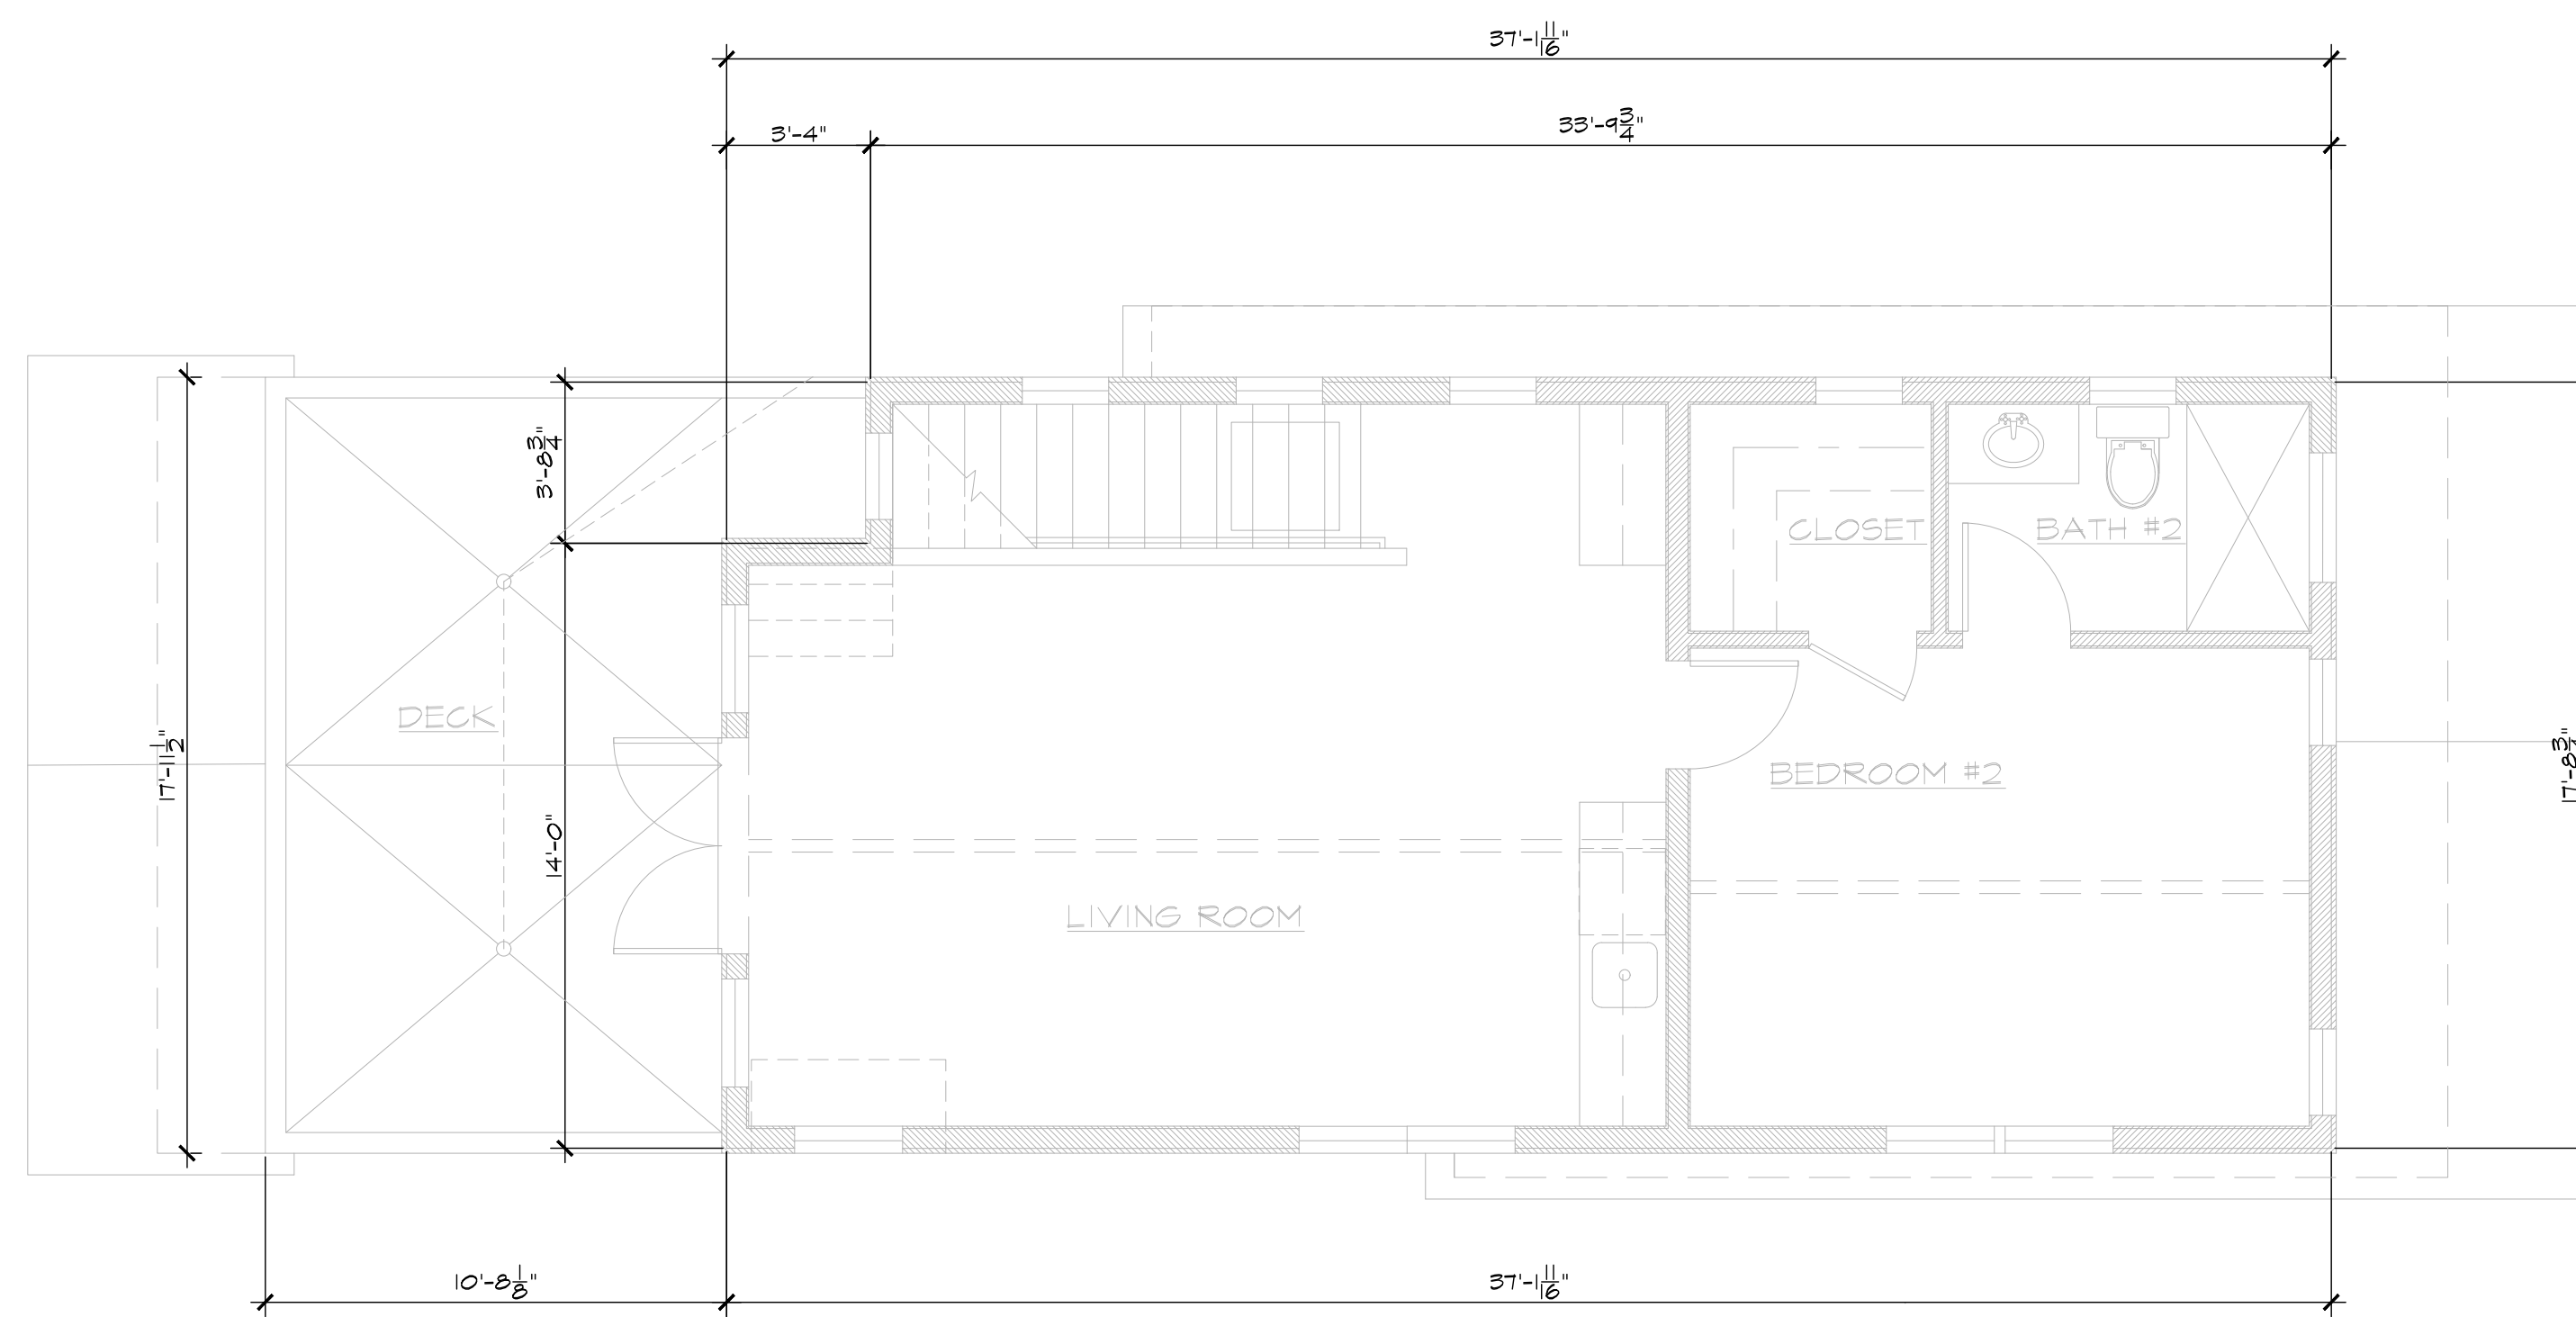 37'-1 11/16"
3'-4"
33'-9 3/4"
3'-8 3/4"
CLOSET
BATH #2
DECK
17'-11 1/2"
BEDROOM #2
17'-8 3/4"
14'-0"
LIVING ROOM
10'-8 1/8"
37'-1 11/16"